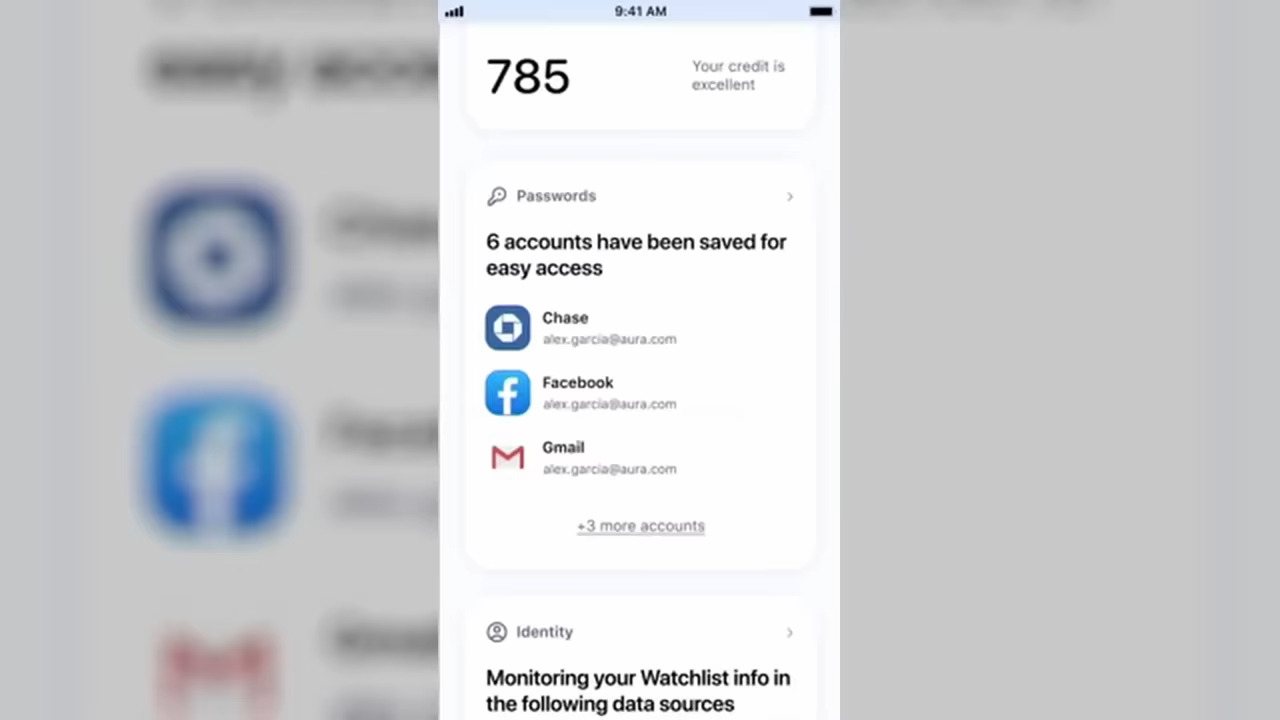 9:41 AM
785
Your credit is
excellent
Passwords
6 accounts have been saved for
easy access
Chase
alex.garcia@aura.com
Facebook
alex.garcia@aura.com
Gmail
alex.garcia@aura.com
+3 more accounts
Identity
Monitoring your Watchlist info in
the following data sources